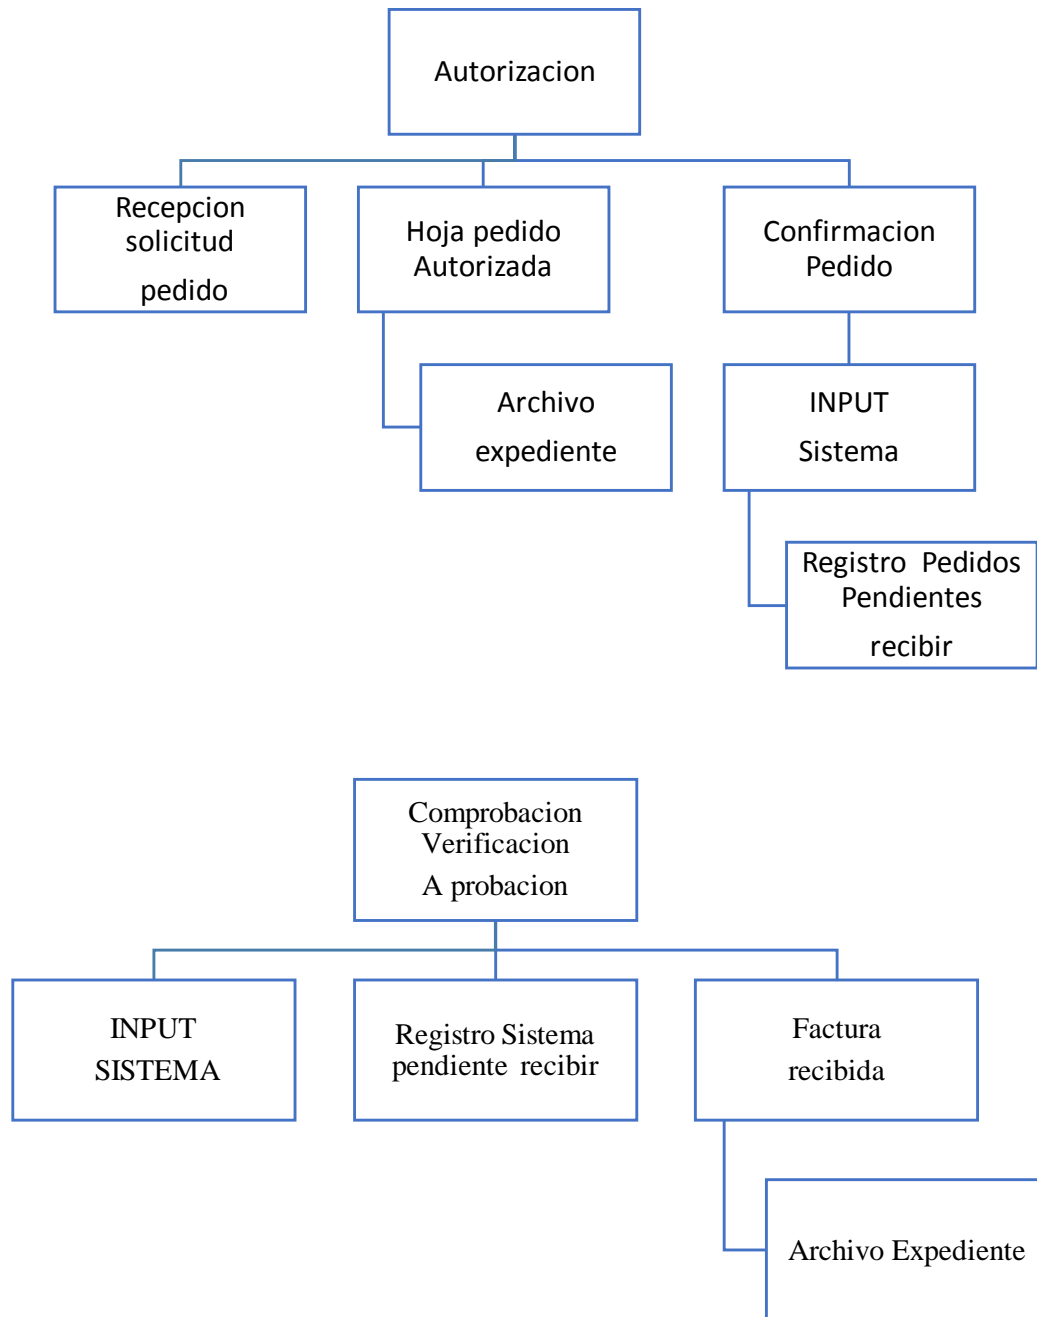 Autorizacion
Recepcion
solicitud
pedido
Hoja pedido
Autorizada
Confirmacion
Pedido
Archivo
expediente
INPUT
Sistema
Registro Pedidos
Pendientes
recibir
Comprobacion
Verificacion
A probacion
INPUT
SISTEMA
Registro Sistema
pendiente recibir
Factura
recibida
Archivo Expediente